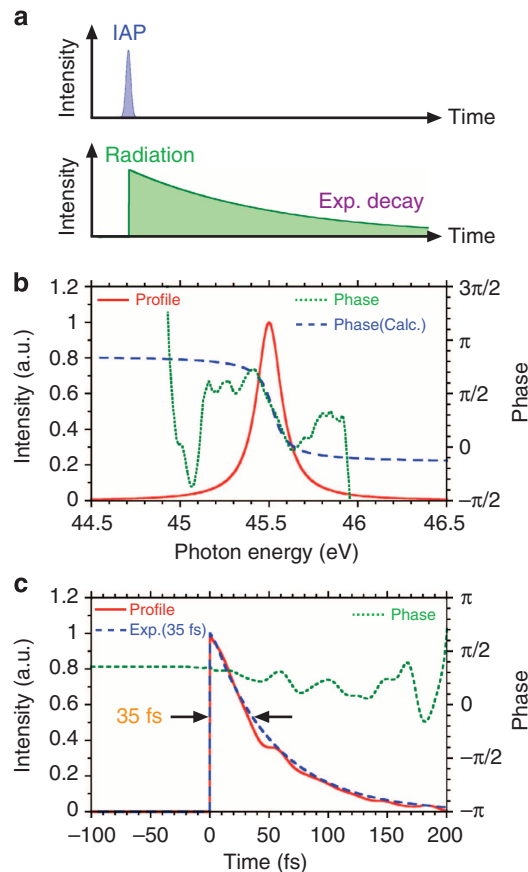 a
IAP
Intensity
Time
Radiation
Exp. decay
Intensity
Time
b
Profile
Phase
Phase(Calc.)
Intensity (a.u.)
1.2
1
0.8
0.6
0.4
0.2
0
3π/2
π
π/2
0
−π/2
Phase
44.5 45 45.5 46 46.5
Photon energy (eV)
c
Profile
Exp.(35 fs)
Phase
35 fs
Intensity (a.u.)
1.2
1
0.8
0.6
0.4
0.2
0
π
π/2
0
−π/2
−π
Phase
−100 −50 0 50 100 150 200
Time (fs)